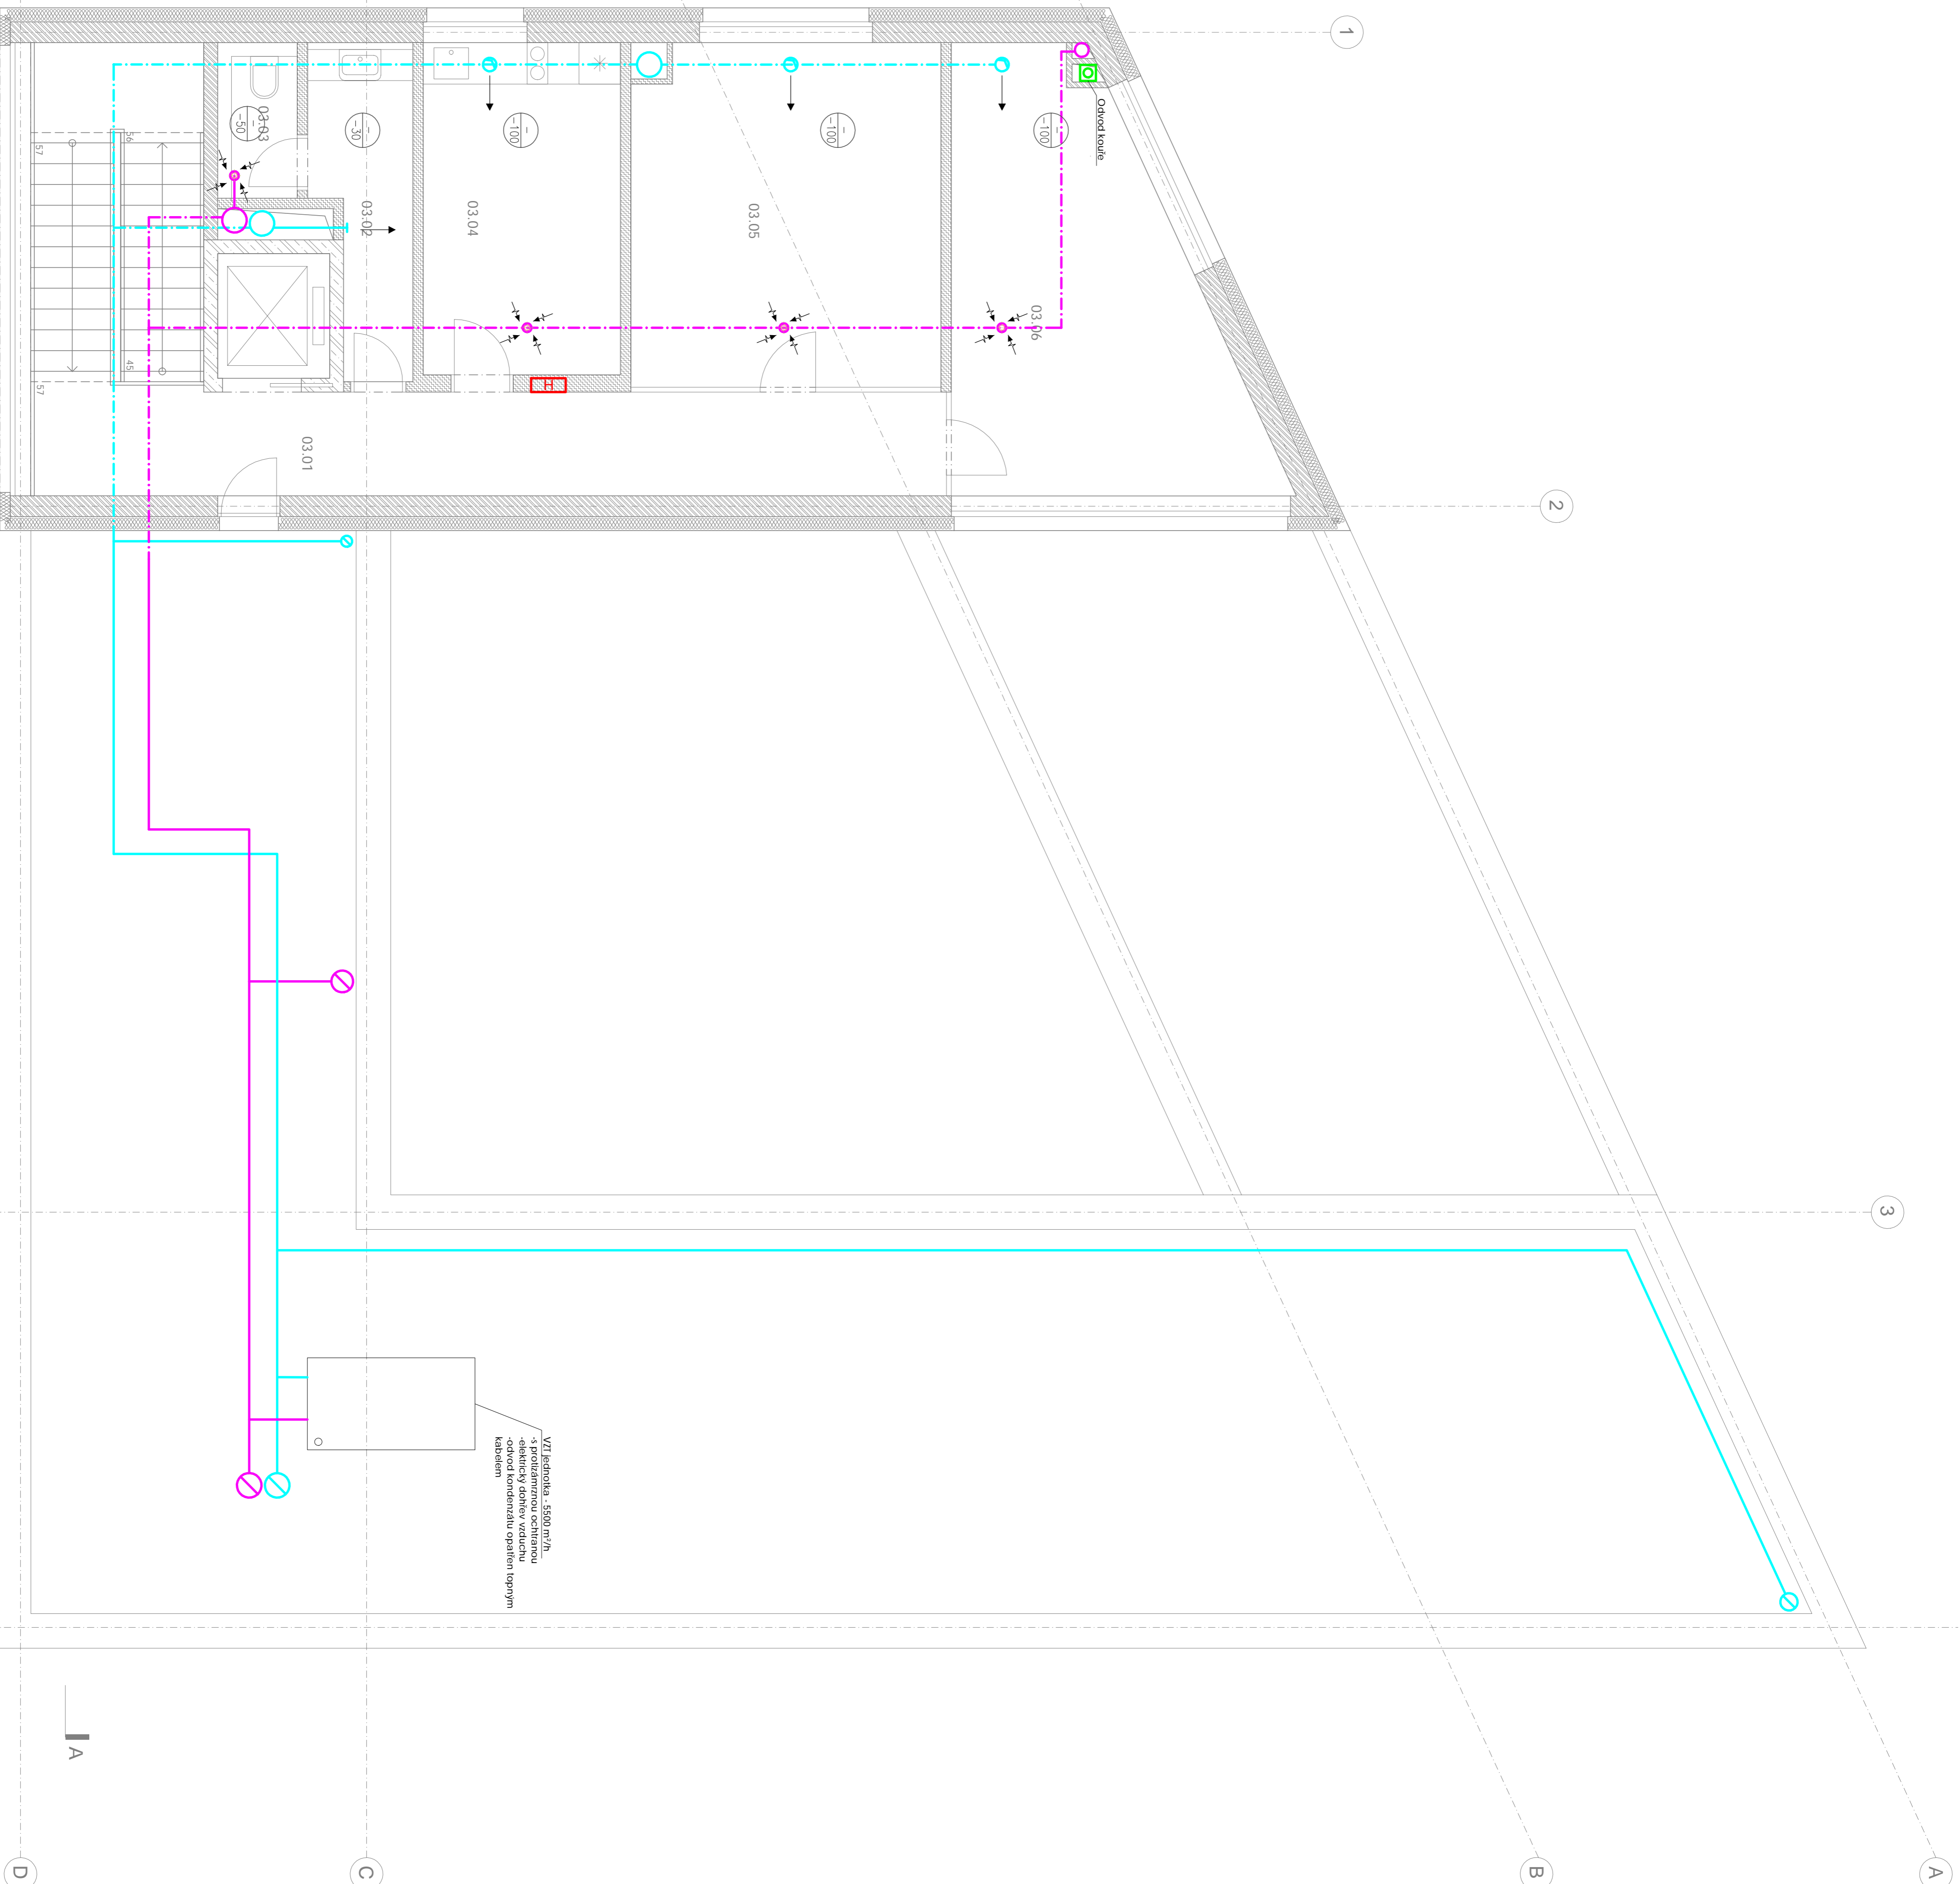 1
2
3
A
B
C
D
A
Odvod kouře
03.03
-
-50
-
-30
-
-100
-
-100
-
-100
03.02
03.04
03.05
03.06
03.01
56
57
45
57
H
VZT jednotka - 5500 m³/h
-s protizámrznou ochranou
-elektrický dohřev vzduchu
-odvod kondenzátu opatřen topným
kabelem